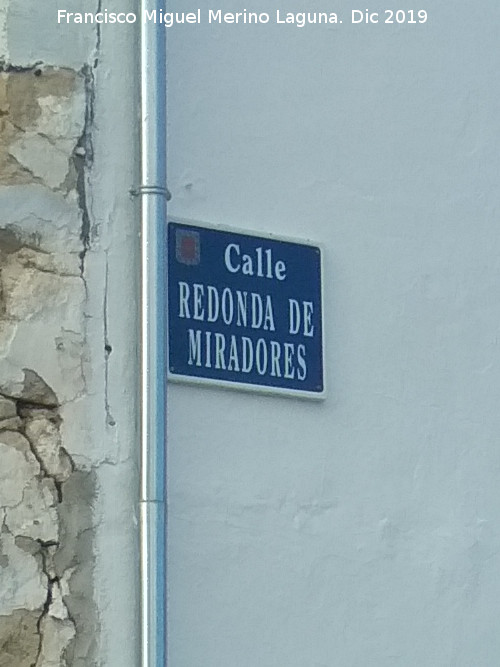 Francisco Miguel Merino Laguna. Dic 2019
Calle
REDONDA DE
MIRADORES